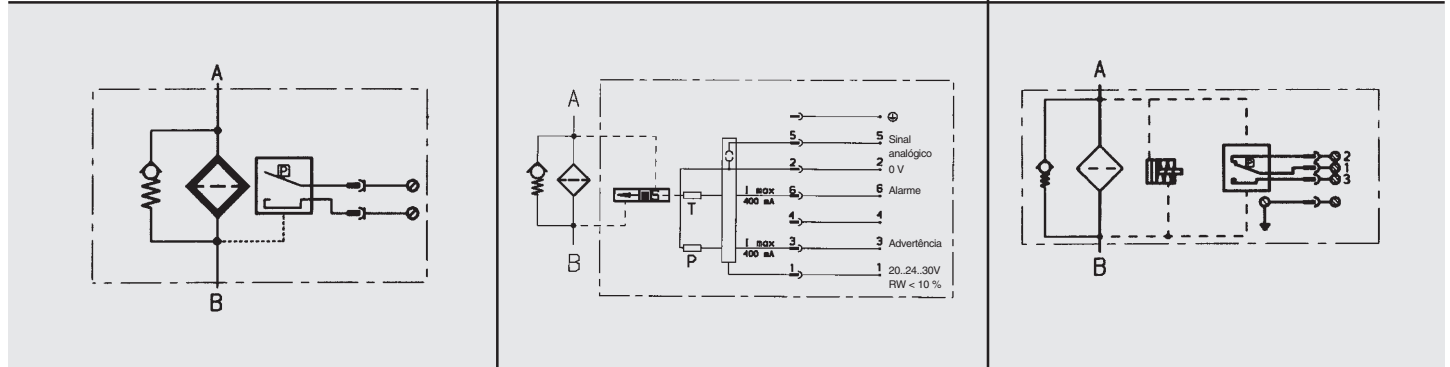 A
P
B
A
B
T
P
I max
400 mA
I max
400 mA
5
5 Sinal
analógico
2
2 0 V
6
6 Alarme
4
4
3
3 Advertência
1
1 20..24..30V
RW < 10 %
A
P
2
1
3
B